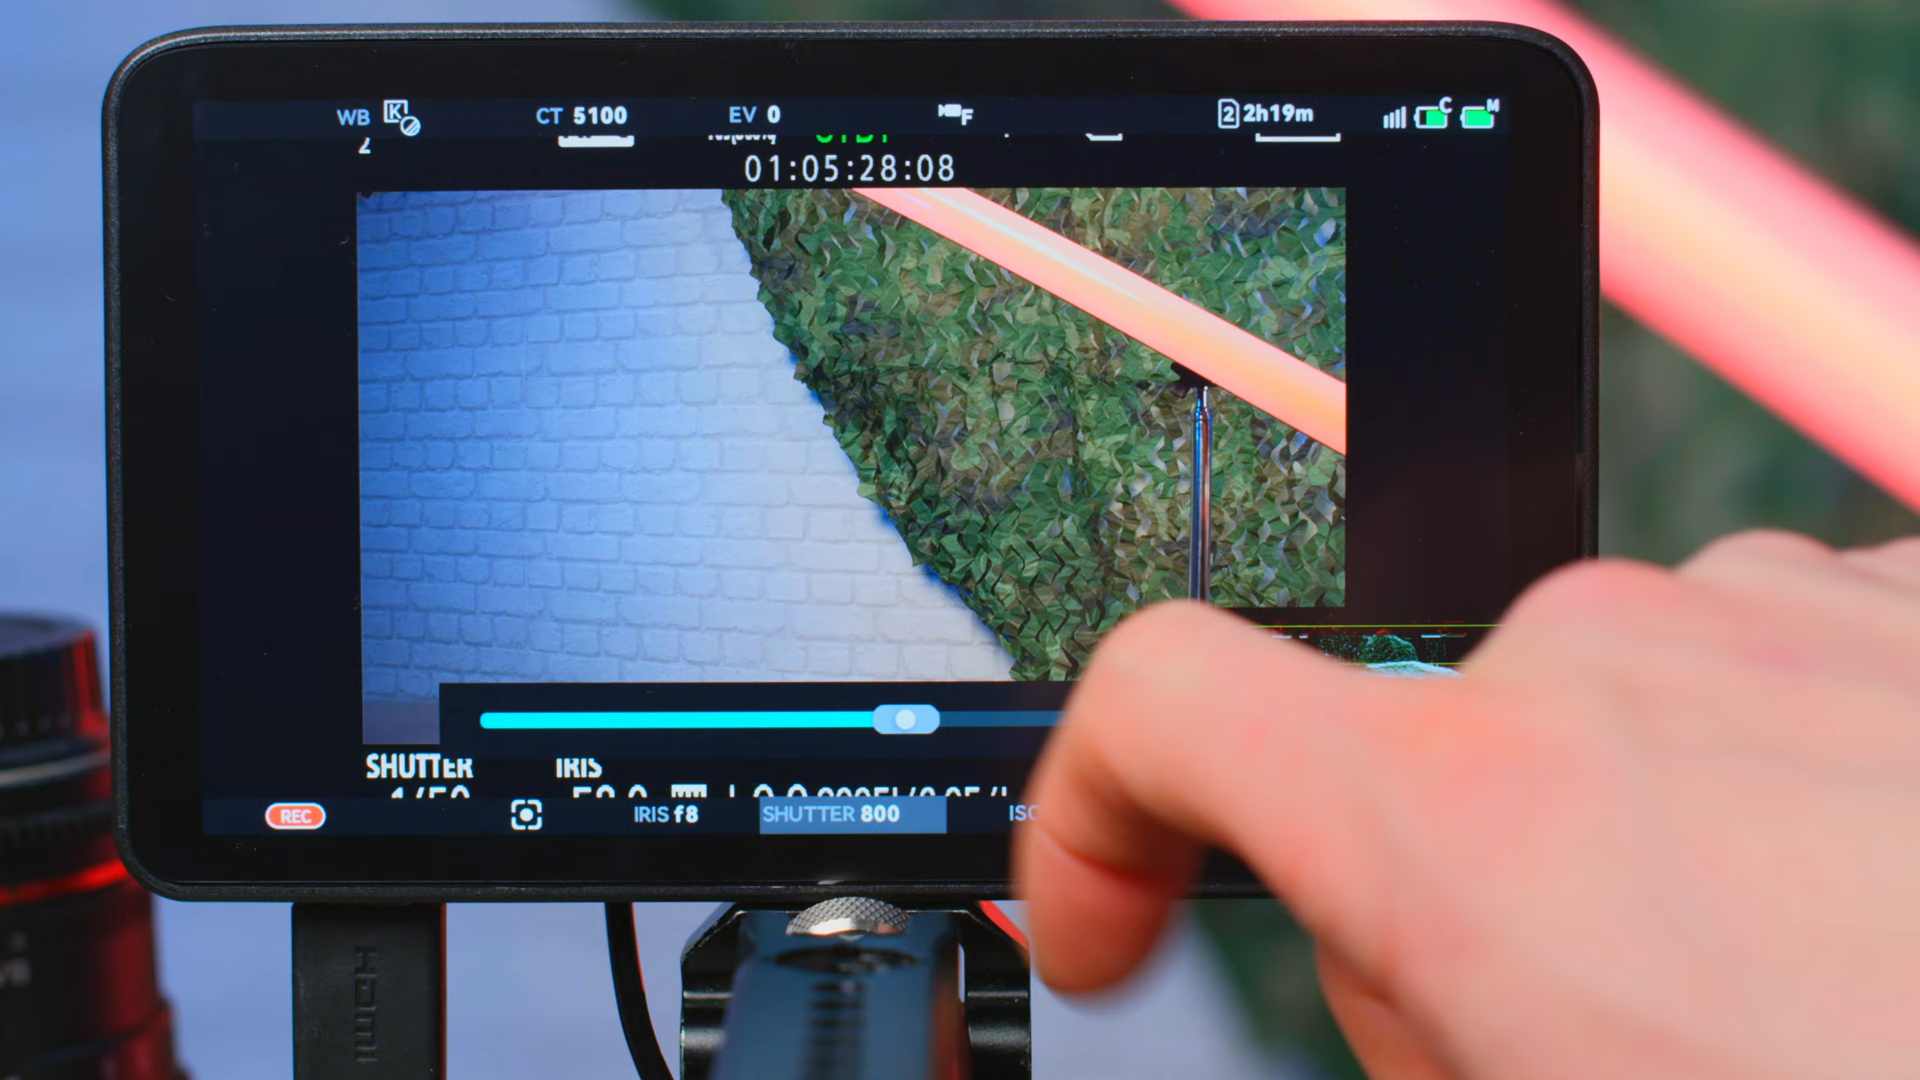 WB K CT 5100 EV 0 F 2 2h19m C M
01:05:28:08
SHUTTER IRIS
REC IRIS f8 SHUTTER 800
HDMI